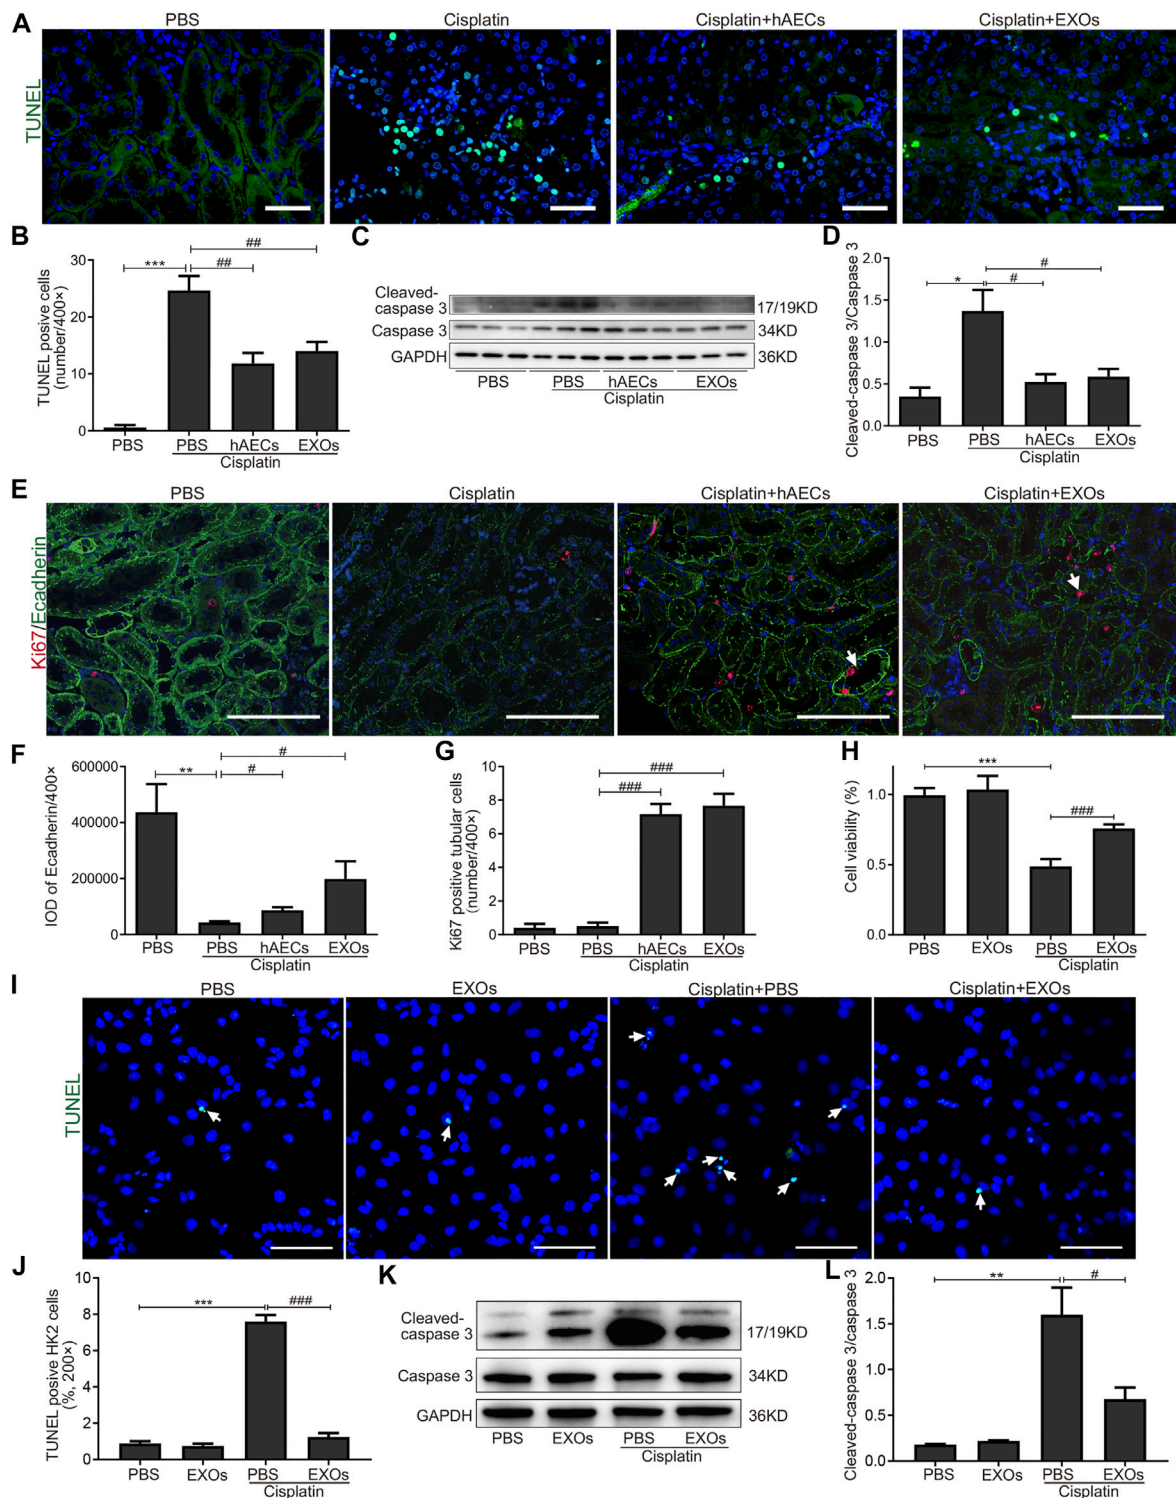 A
PBS
Cisplatin
Cisplatin+hAECs
Cisplatin+EXOs
TUNEL
B
TUNEL positive cells
(number/400×)
30
20
10
0
***
##
##
PBS
PBS
hAECs
EXOs
Cisplatin
C
Cleaved-
caspase 3
17/19KD
Caspase 3
34KD
GAPDH
36KD
PBS
PBS
hAECs
EXOs
Cisplatin
D
Cleaved-caspase 3/Caspase 3
2.0
1.5
1.0
0.5
0.0
*
#
#
PBS
PBS
hAECs
EXOs
Cisplatin
E
PBS
Cisplatin
Cisplatin+hAECs
Cisplatin+EXOs
Ki67/Ecadherin
F
IOD of Ecadherin/400×
600000
400000
200000
0
**
#
#
PBS
PBS
hAECs
EXOs
Cisplatin
G
Ki67 positive tubular cells
(number/400×)
10
8
6
4
2
0
###
###
PBS
PBS
hAECs
EXOs
Cisplatin
H
Cell viability (%)
1.0
0.5
0.0
***
###
PBS
EXOs
PBS
EXOs
Cisplatin
I
PBS
EXOs
Cisplatin+PBS
Cisplatin+EXOs
TUNEL
J
TUNEL posive HK2 cells
(%, 200×)
10
8
6
4
2
0
***
###
PBS
EXOs
PBS
EXOs
Cisplatin
K
Cleaved-
caspase 3
17/19KD
Caspase 3
34KD
GAPDH
36KD
PBS
EXOs
PBS
EXOs
Cisplatin
L
Cleaved-caspase 3/caspase 3
2.0
1.5
1.0
0.5
0.0
**
#
PBS
EXOs
PBS
EXOs
Cisplatin